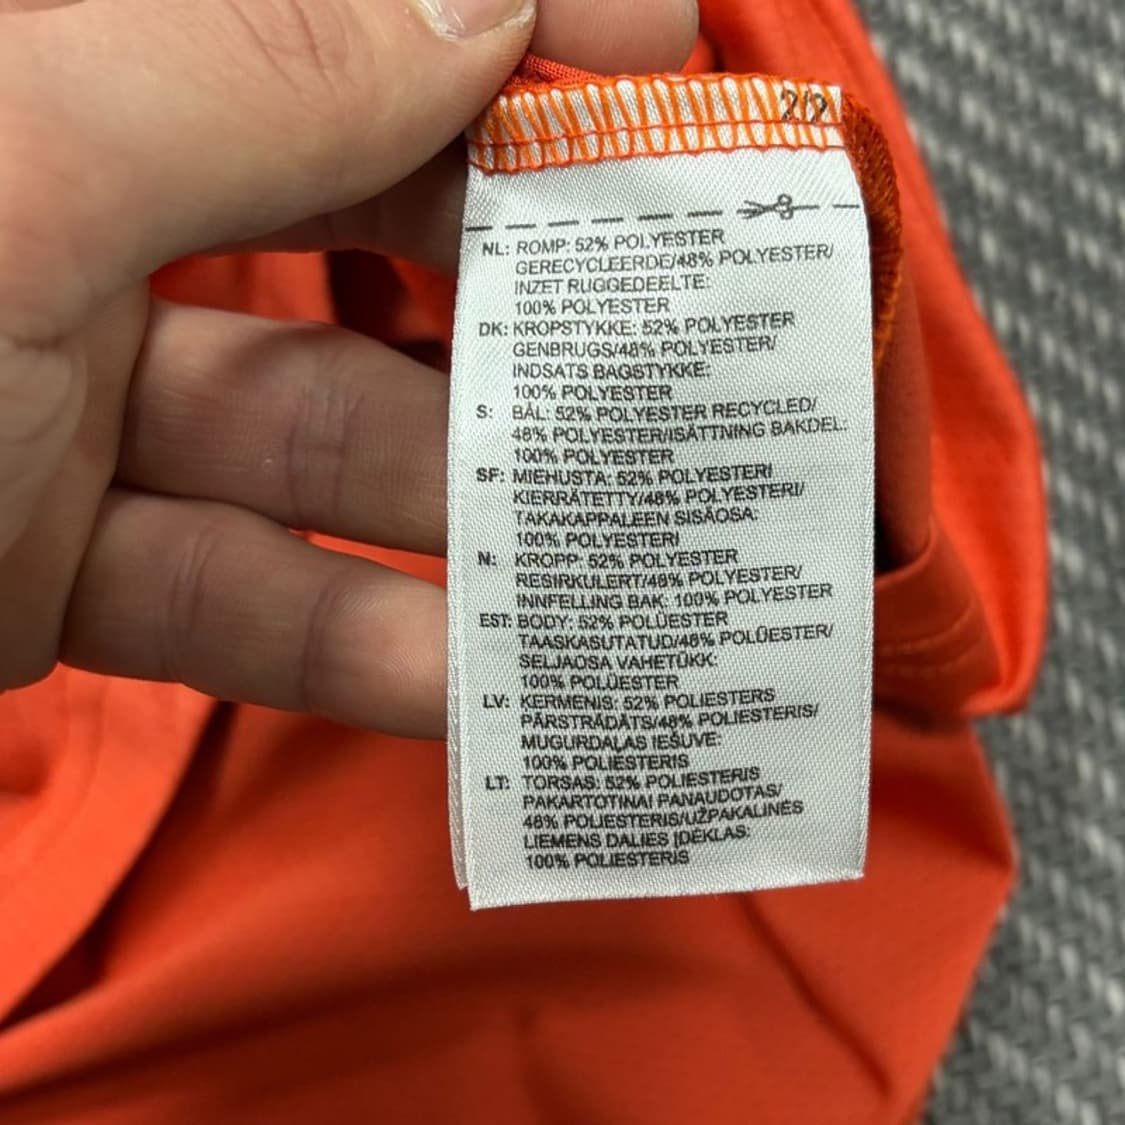 2/2
NL: ROMP: 52% POLYESTER
GERECYCLEERDE/48% POLYESTER/
INZET RUGGEDEELTE:
100% POLYESTER
DK: KROPSTYKKE: 52% POLYESTER
GENBRUGS/48% POLYESTER/
INDSATS BAGSTYKKE:
100% POLYESTER
S: BÅL: 52% POLYESTER RECYCLED/
48% POLYESTER/ISÄTTNING BAKDEL:
100% POLYESTER
SF: MIEHUSTA: 52% POLYESTERI
KIERRÄTETTY/48% POLYESTERI/
TAKAKAPPALEEN SISÄOSA:
100% POLYESTERI
N: KROPP: 52% POLYESTER
RESIRKULERT/48% POLYESTER/
INNFELLING BAK: 100% POLYESTER
EST: BODY: 52% POLÜESTER
TAASKASUTATUD/48% POLÜESTER/
SELJAOSA VAHETÜKK:
100% POLÜESTER
LV: ĶERMENIS: 52% POLIESTERS
PĀRSTRĀDĀTS/48% POLIESTERIS/
MUGURDAĻAS IEŠUVE:
100% POLIESTERIS
LT: TORSAS: 52% POLIESTERIS
PAKARTOTINAI PANAUDOTAS/
48% POLIESTERIS/UŽPAKALINĖS
LIEMENS DALIES ĮDĖKLAS:
100% POLIESTERIS